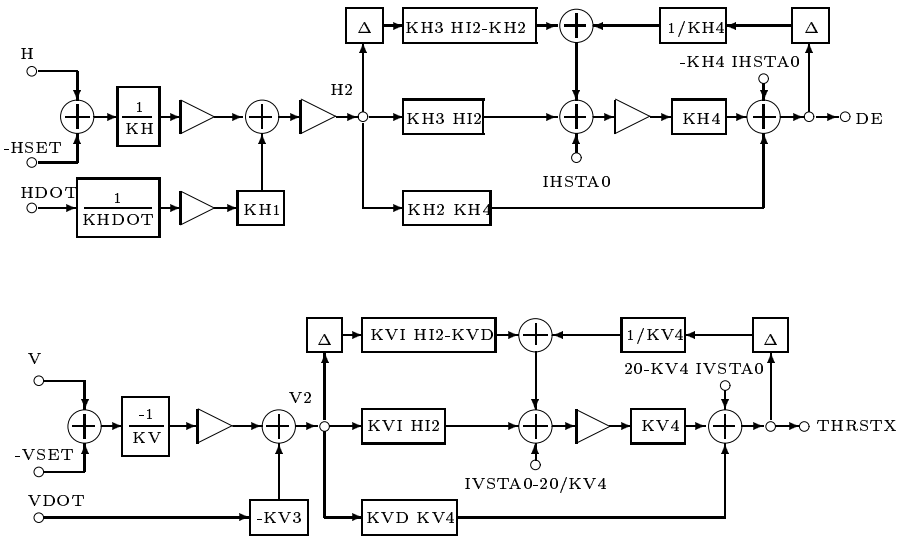 Δ
KH3 HI2-KH2
1/KH4
Δ
H
-KH4 IHSTA0
H2
1
KH
KH3 HI2
KH4
DE
-HSET
IHSTA0
HDOT
1
KHDOT
KH1
KH2 KH4
Δ
KVI HI2-KVD
1/KV4
Δ
V
20-KV4 IVSTA0
V2
-1
KV
KVI HI2
KV4
THRSTX
-VSET
IVSTA0-20/KV4
VDOT
-KV3
KVD KV4